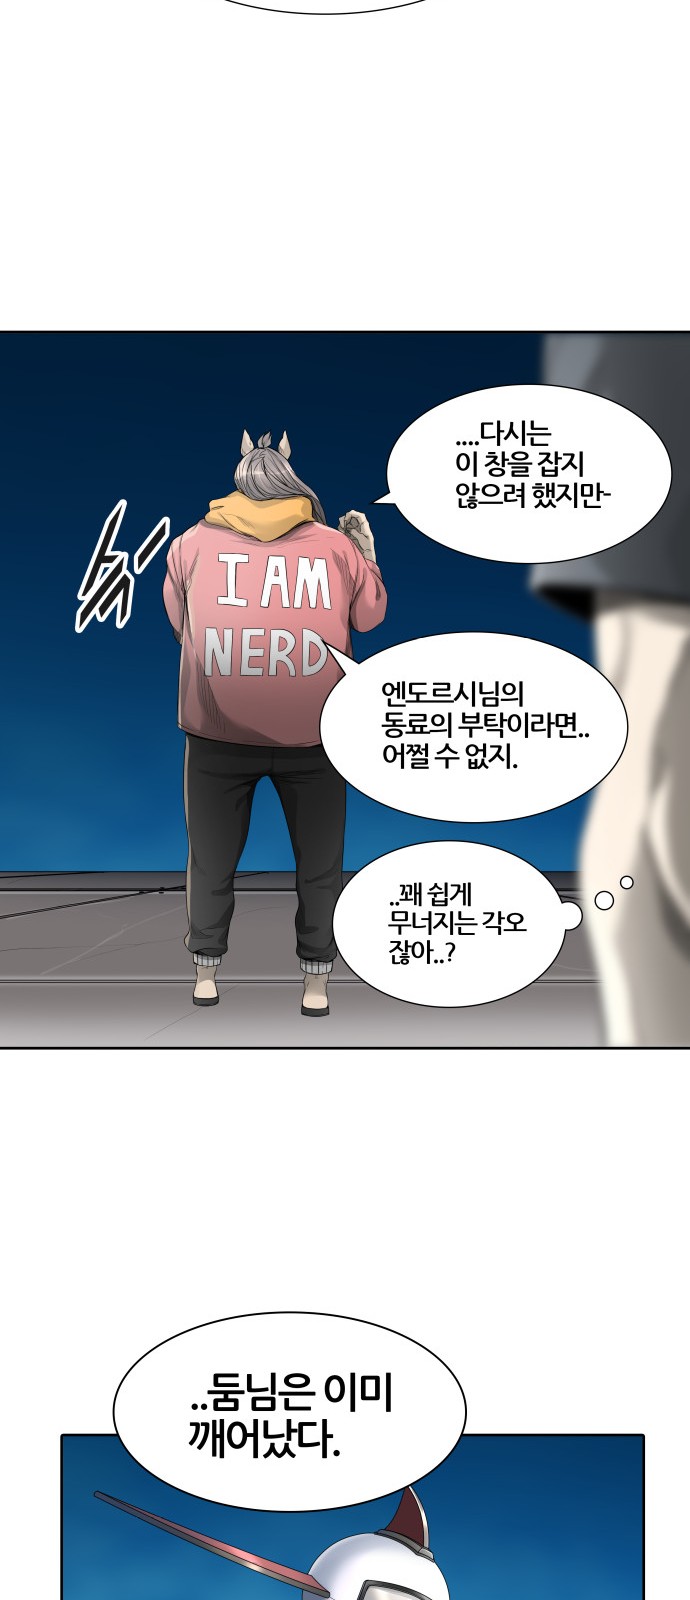 ....다시는
이 창을 잡지
않으려 했지만-
I AM
NERD
엔도르시님의
동료의 부탁이라면..
어쩔 수 없지.
..꽤 쉽게
무너지는 각오
잖아..?
..둠님은 이미
깨어났다.